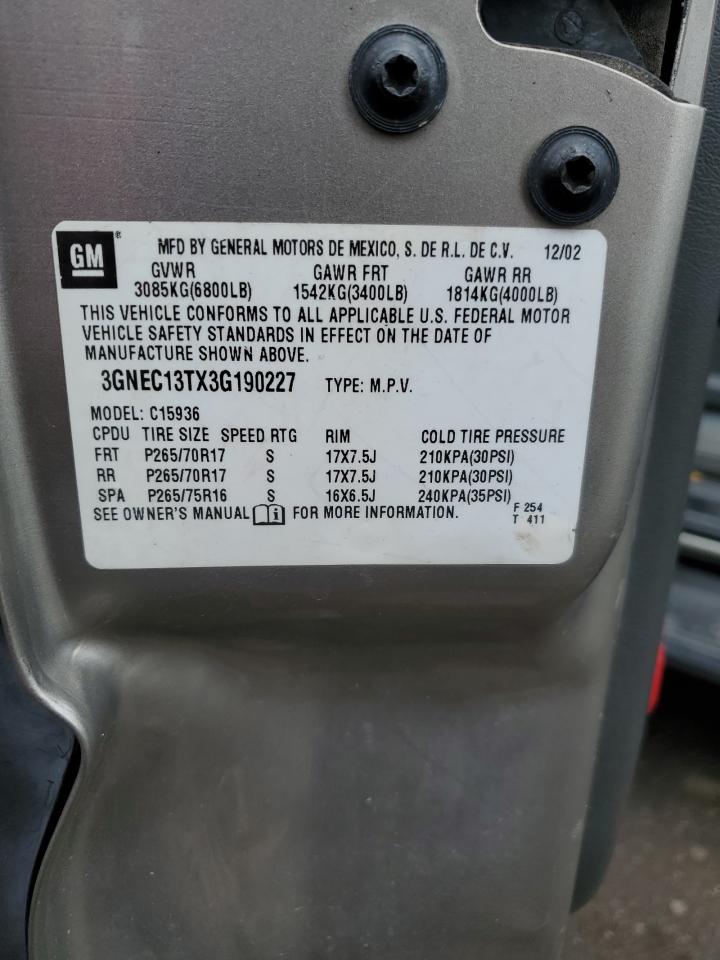 GM ® MFD BY GENERAL MOTORS DE MEXICO, S. DE R.L. DE C.V. 12/02
GVWR GAWR FRT GAWR RR
3085KG(6800LB) 1542KG(3400LB) 1814KG(4000LB)
THIS VEHICLE CONFORMS TO ALL APPLICABLE U.S. FEDERAL MOTOR
VEHICLE SAFETY STANDARDS IN EFFECT ON THE DATE OF
MANUFACTURE SHOWN ABOVE.
3GNEC13TX3G190227 TYPE: M.P.V.
MODEL: C15936
CPDU TIRE SIZE SPEED RTG RIM COLD TIRE PRESSURE
FRT P265/70R17 S 17X7.5J 210KPA(30PSI)
RR P265/70R17 S 17X7.5J 210KPA(30PSI)
SPA P265/75R16 S 16X6.5J 240KPA(35PSI)
SEE OWNER'S MANUAL i FOR MORE INFORMATION. F 254
T 411